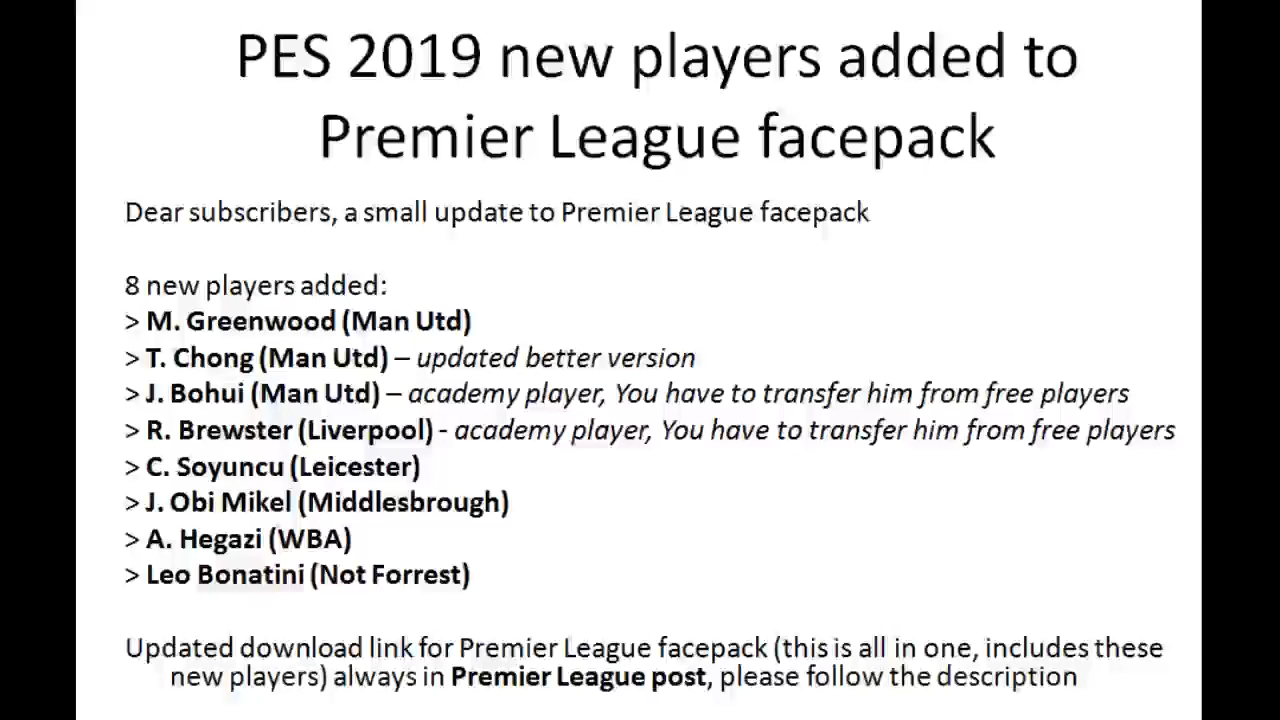 PES 2019 new players added to
Premier League facepack
Dear subscribers, a small update to Premier League facepack
8 new players added:
> M. Greenwood (Man Utd)
> T. Chong (Man Utd) – updated better version
> J. Bohui (Man Utd) – academy player, You have to transfer him from free players
> R. Brewster (Liverpool) - academy player, You have to transfer him from free players
> C. Soyuncu (Leicester)
> J. Obi Mikel (Middlesbrough)
> A. Hegazi (WBA)
> Leo Bonatini (Not Forrest)
Updated download link for Premier League facepack (this is all in one, includes these
new players) always in Premier League post, please follow the description